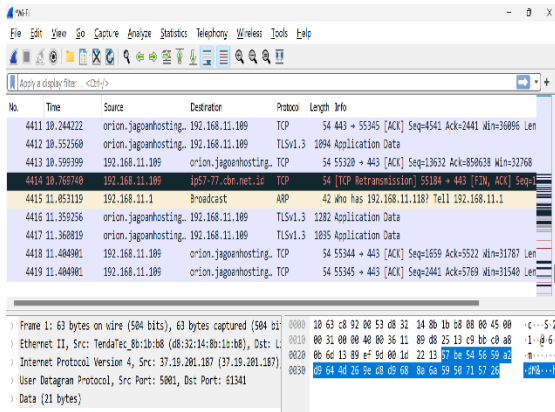 *Wi-Fi
File Edit View Go Capture Analyze Statistics Telephony Wireless Tools Help
Apply a display filter... <Ctrl-/>
No. Time Source Destination Protocol Length Info
4411 10.244222 orion.jagoanhosting… 192.168.11.109 TCP 54 443 → 55345 [ACK] Seq=4541 Ack=2441 Win=36096 Len
4412 10.552560 orion.jagoanhosting… 192.168.11.109 TLSv1.3 1094 Application Data
4413 10.599399 192.168.11.109 orion.jagoanhosting… TCP 54 55320 → 443 [ACK] Seq=13632 Ack=850630 Win=32768
4414 10.769740 192.168.11.109 ip57-77.cbn.net.id TCP 54 [TCP Retransmission] 55184 → 443 [FIN, ACK] Seq=1
4415 11.053119 192.168.11.1 Broadcast ARP 42 Who has 192.168.11.118? Tell 192.168.11.1
4416 11.359256 orion.jagoanhosting… 192.168.11.109 TLSv1.3 1282 Application Data
4417 11.360819 orion.jagoanhosting… 192.168.11.109 TLSv1.3 1035 Application Data
4418 11.404901 192.168.11.109 orion.jagoanhosting… TCP 54 55344 → 443 [ACK] Seq=1659 Ack=5522 Win=31787 Len
4419 11.404901 192.168.11.109 orion.jagoanhosting… TCP 54 55345 → 443 [ACK] Seq=2441 Ack=5769 Win=31540 Len
Frame 1: 63 bytes on wire (504 bits), 63 bytes captured (504 bi
Ethernet II, Src: TendaTec_8b:1b:b8 (d8:32:14:8b:1b:b8), Dst: L
Internet Protocol Version 4, Src: 37.19.201.187 (37.19.201.187)
User Datagram Protocol, Src Port: 5001, Dst Port: 61341
Data (21 bytes)
0000 10 63 c8 92 00 53 d8 32 14 8b 1b b8 08 00 45 00 ·c···S·2
0010 00 31 00 00 40 00 36 11 89 d8 25 13 c9 bb c0 a8 ·1··@·6·
0020 0b 6d 13 89 ef 9d 00 1d 22 13 57 be 54 56 59 a2 ·m······
0030 d9 64 4d 26 9e d8 d9 68 8a 6a 59 50 71 57 26 ·dM&···h